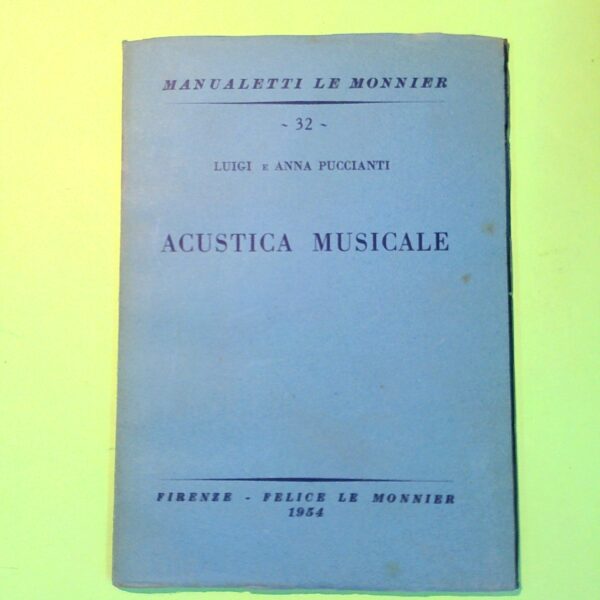 MANUALETTI LE MONNIER
~ 32 ~
LUIGI E ANNA PUCCIANTI
ACUSTICA MUSICALE
FIRENZE - FELICE LE MONNIER
1954